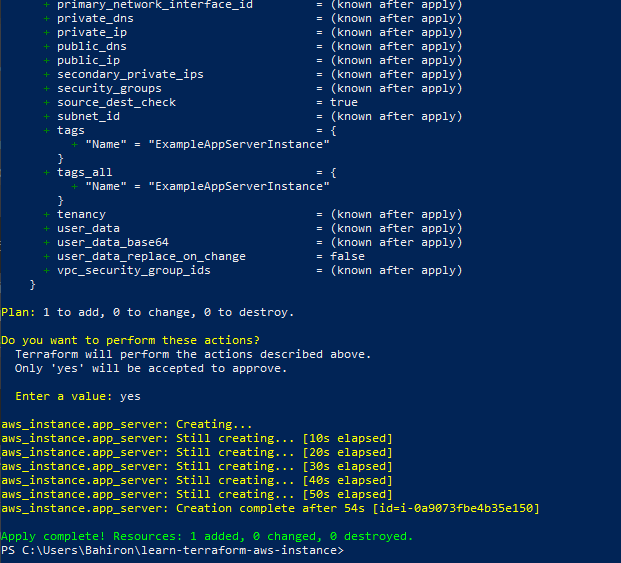 + primary_network_interface_id         = (known after apply)
+ private_dns                          = (known after apply)
+ private_ip                           = (known after apply)
+ public_dns                           = (known after apply)
+ public_ip                            = (known after apply)
+ secondary_private_ips                = (known after apply)
+ security_groups                      = (known after apply)
+ source_dest_check                    = true
+ subnet_id                            = (known after apply)
+ tags                                 = {
+ "Name" = "ExampleAppServerInstance"
}
+ tags_all                             = {
+ "Name" = "ExampleAppServerInstance"
}
+ tenancy                              = (known after apply)
+ user_data                            = (known after apply)
+ user_data_base64                     = (known after apply)
+ user_data_replace_on_change          = false
+ vpc_security_group_ids               = (known after apply)
}
Plan: 1 to add, 0 to change, 0 to destroy.
Do you want to perform these actions?
Terraform will perform the actions described above.
Only 'yes' will be accepted to approve.
Enter a value: yes
aws_instance.app_server: Creating...
aws_instance.app_server: Still creating... [10s elapsed]
aws_instance.app_server: Still creating... [20s elapsed]
aws_instance.app_server: Still creating... [30s elapsed]
aws_instance.app_server: Still creating... [40s elapsed]
aws_instance.app_server: Still creating... [50s elapsed]
aws_instance.app_server: Creation complete after 54s [id=i-0a9073fbe4b35e150]
Apply complete! Resources: 1 added, 0 changed, 0 destroyed.
PS C:\Users\Bahiron\learn-terraform-aws-instance>